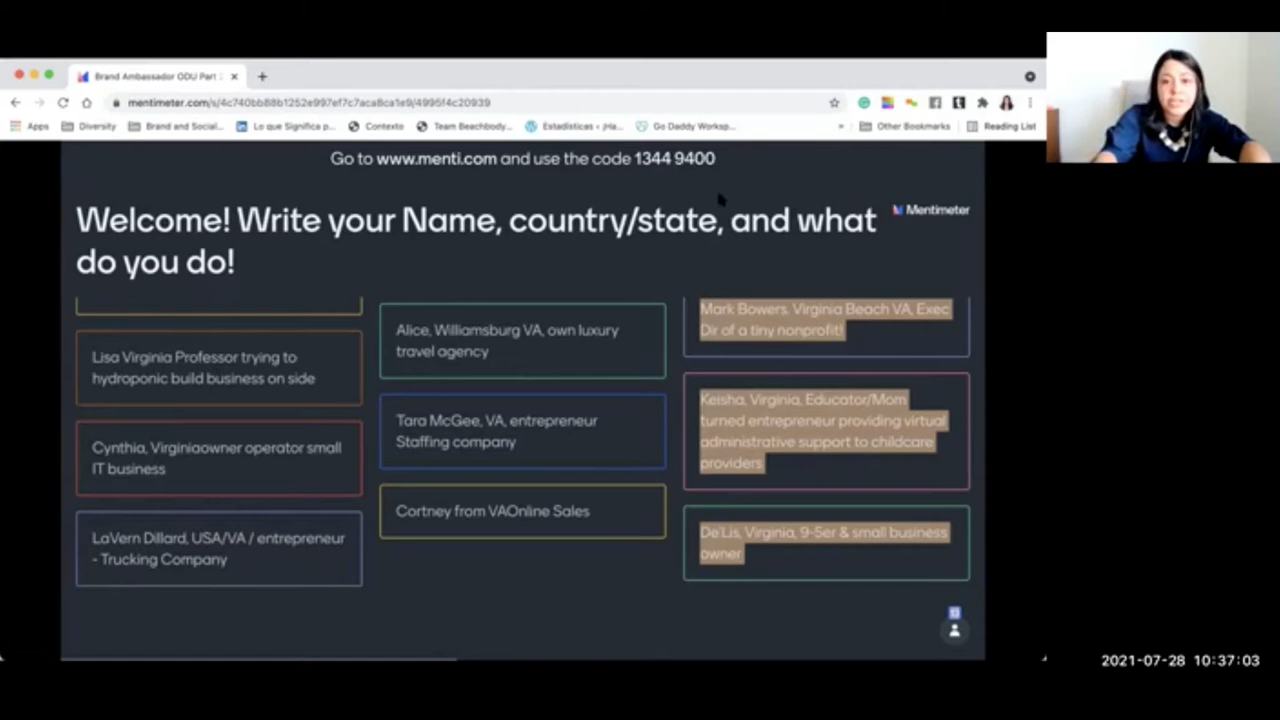 Brand Ambassador ODU Part
mentimeter.com/s/4c740bb88b1252e997ef7c7aca8ca1e9/4995f4c20939
Apps Diversity Brand and Social... Lo que Significa p... Contexto Team Beachbody... Estadísticas ‹ ¡Ha... Go Daddy Worksp... » Other Bookmarks Reading List
Go to www.menti.com and use the code 1344 9400
Welcome! Write your Name, country/state, and what
do you do!
Mentimeter
Lisa Virginia Professor trying to
hydroponic build business on side
Cynthia, Virginiaowner operator small
IT business
LaVern Dillard, USA/VA / entrepreneur
- Trucking Company
Alice, Williamsburg VA, own luxury
travel agency
Tara McGee, VA, entrepreneur
Staffing company
Cortney from VAOnline Sales
Mark Bowers. Virginia Beach VA, Exec
Dir of a tiny nonprofit!
Keisha, Virginia, Educator/Mom
turned entrepreneur providing virtual
administrative support to childcare
providers
De'Lis, Virginia, 9-5er & small business
owner
2021-07-28 10:37:03